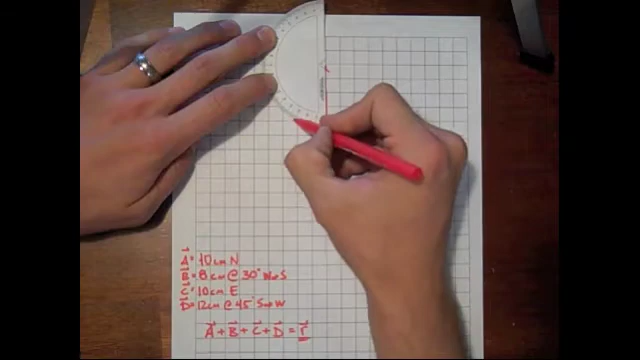 A⃗ = 10cm N
B⃗ = 8cm @ 30° W of S
C⃗ = 10cm E
D⃗ = 12cm @ 45° S of W
A⃗ + B⃗ + C⃗ + D⃗ = r⃗